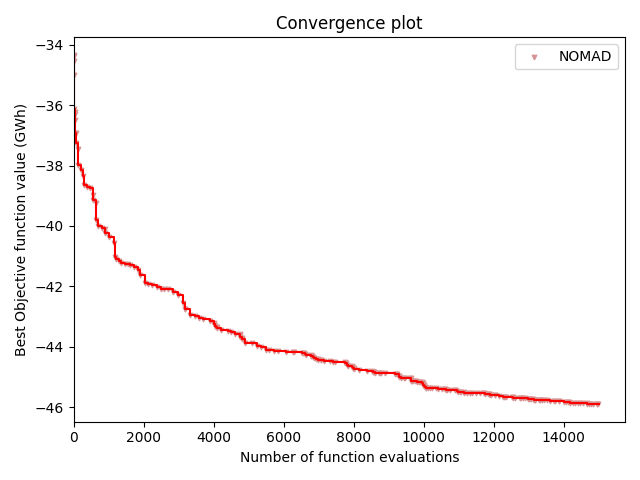 Convergence plot
NOMAD
Best Objective function value (GWh)
−34
−36
−38
−40
−42
−44
−46
0 2000 4000 6000 8000 10000 12000 14000
Number of function evaluations